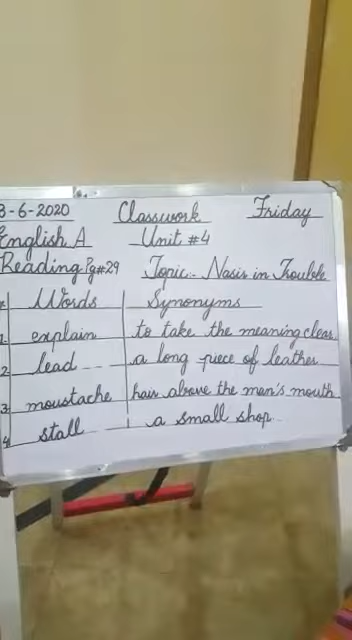 3-6-2020 Classwork Friday
English A Unit #4
Reading Pg#29 Topic:- Nasir in Trouble
Words Synonyms
1. explain to take the meaning clear
2. lead a long piece of leather
3. moustache hair above the man's mouth
4. stall a small shop